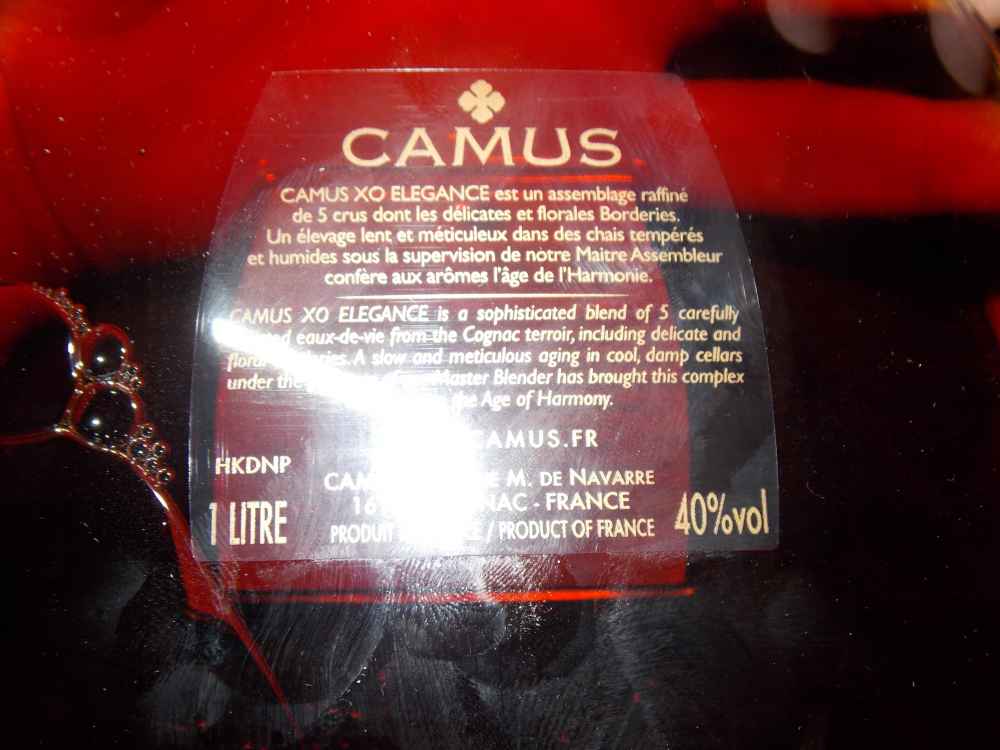 CAMUS
CAMUS XO ELEGANCE est un assemblage raffiné
de 5 crus dont les délicates et florales Borderies.
Un élevage lent et méticuleux dans des chais tempérés
et humides sous la supervision de notre Maitre Assembleur
confère aux arômes l'âge de l'Harmonie.
CAMUS XO ELEGANCE is a sophisticated blend of 5 carefully
eaux-de-vie from the Cognac terroir, including delicate and
A slow and meticulous aging in cool, damp cellars
under the Master Blender has brought this complex
the Age of Harmony.
CAMUS.FR
HKDNP
M. DE NAVARRE
- FRANCE
1 LITRE
PRODUIT / PRODUCT OF FRANCE
40%vol